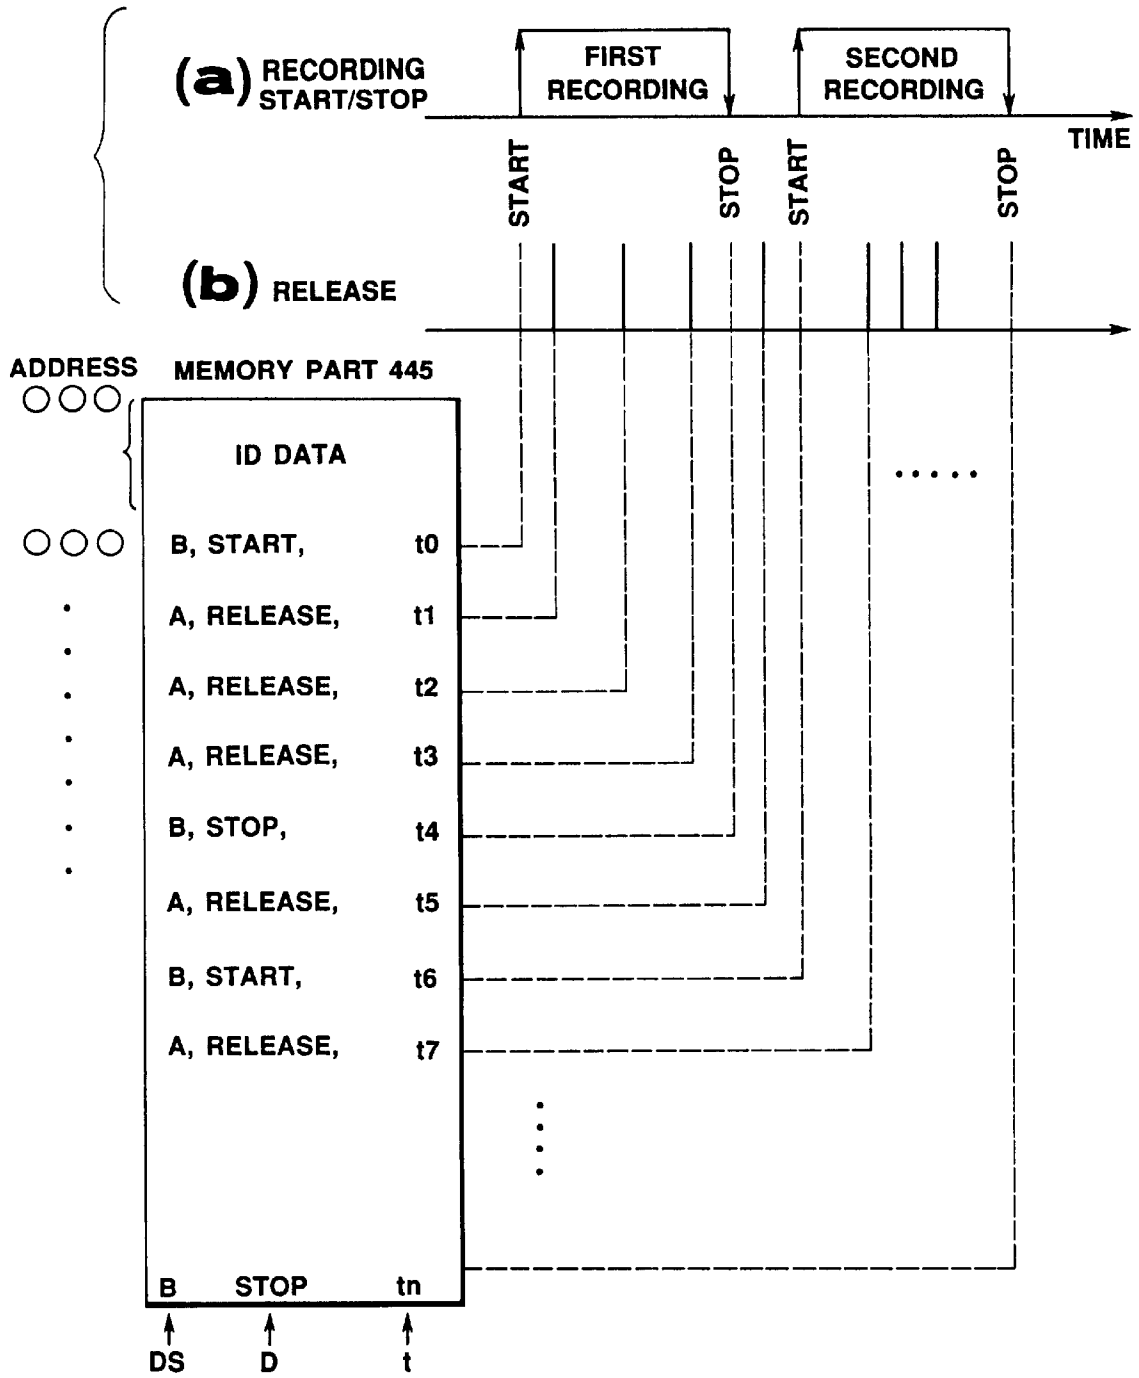 (a) RECORDING
START/STOP
FIRST
RECORDING
SECOND
RECORDING
TIME
START
STOP
START
STOP
(b) RELEASE
ADDRESS
MEMORY PART 445
ID DATA
B, START, t0
A, RELEASE, t1
A, RELEASE, t2
A, RELEASE, t3
B, STOP, t4
A, RELEASE, t5
B, START, t6
A, RELEASE, t7
B STOP tn
DS D t